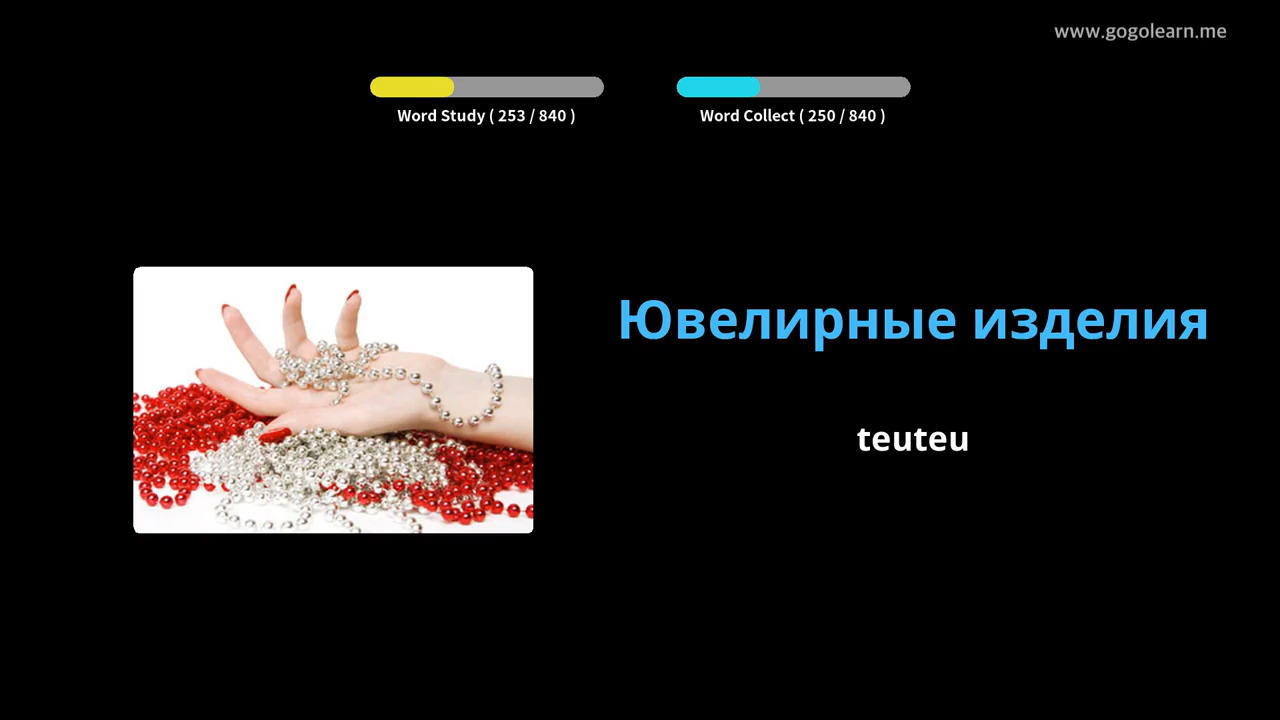 www.gogolearn.me
Word Study ( 253 / 840 )
Word Collect ( 250 / 840 )
Ювелирные изделия
teuteu